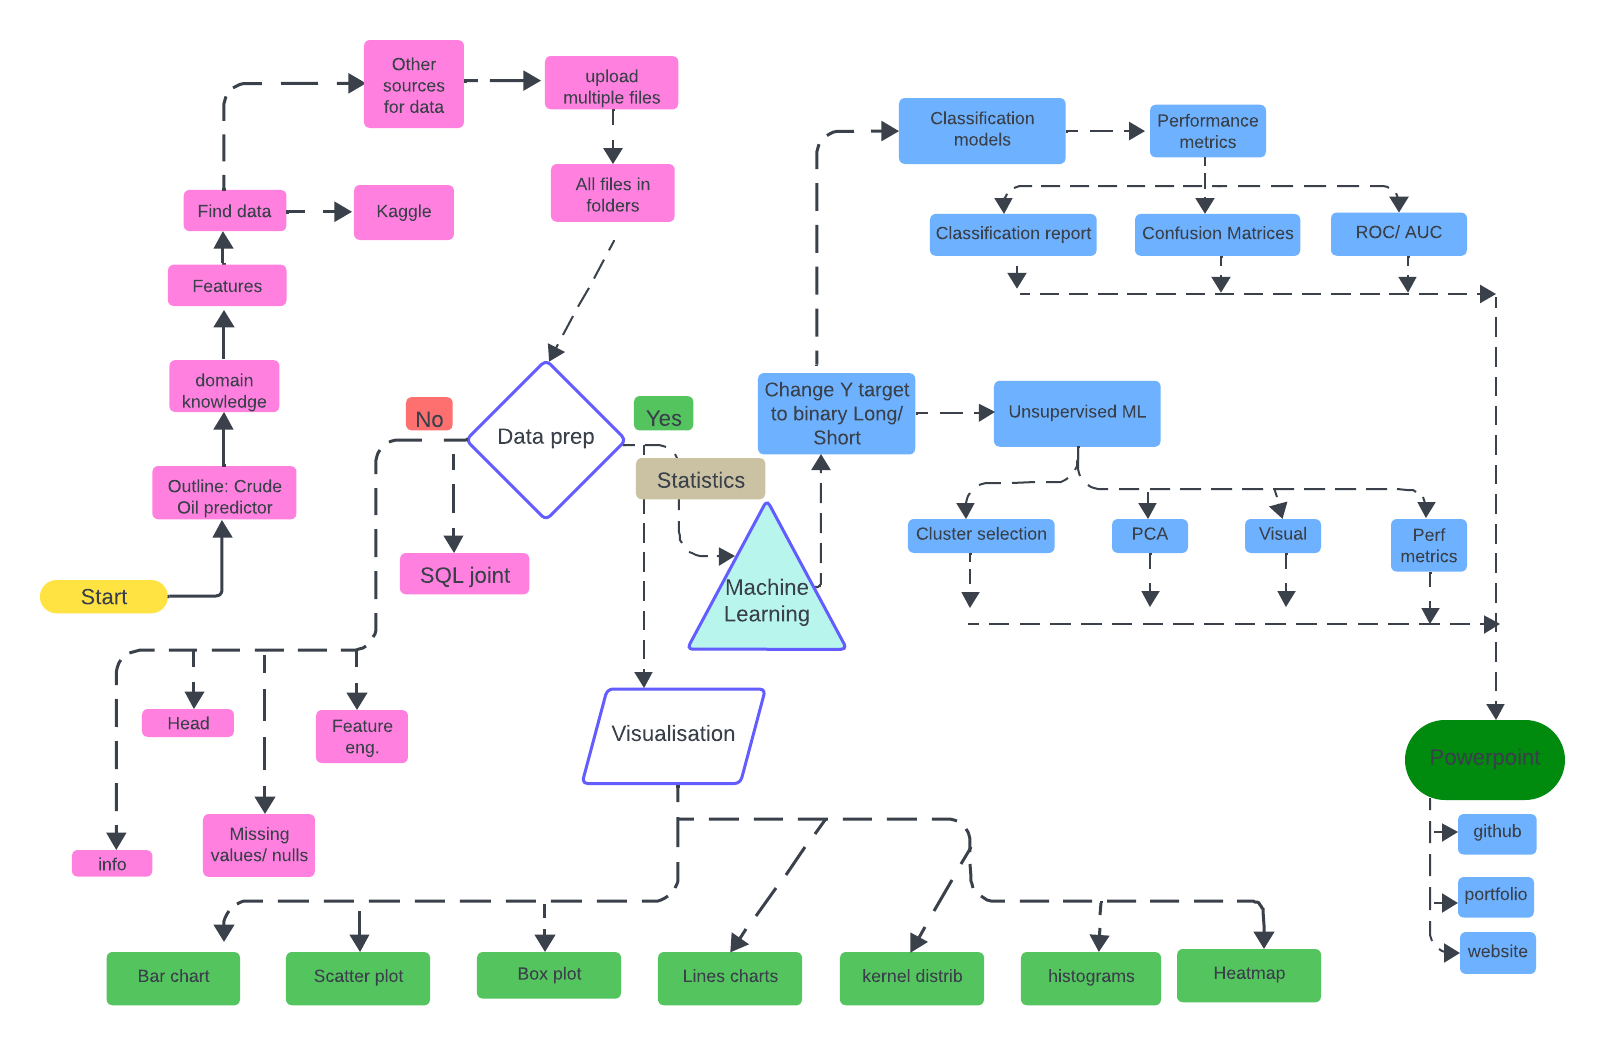 Other
sources
for data
upload
multiple files
Classification
models
Performance
metrics
All files in
folders
Find data
Kaggle
Classification report
Confusion Matrices
ROC/ AUC
Features
domain
knowledge
No
Yes
Data prep
Change Y target
to binary Long/
Short
Unsupervised ML
Statistics
Outline: Crude
Oil predictor
Cluster selection
PCA
Visual
Perf
metrics
SQL joint
Start
Machine
Learning
Head
Feature
eng.
Visualisation
Powerpoint
Missing
values/ nulls
info
github
portfolio
website
Bar chart
Scatter plot
Box plot
Lines charts
kernel distrib
histograms
Heatmap